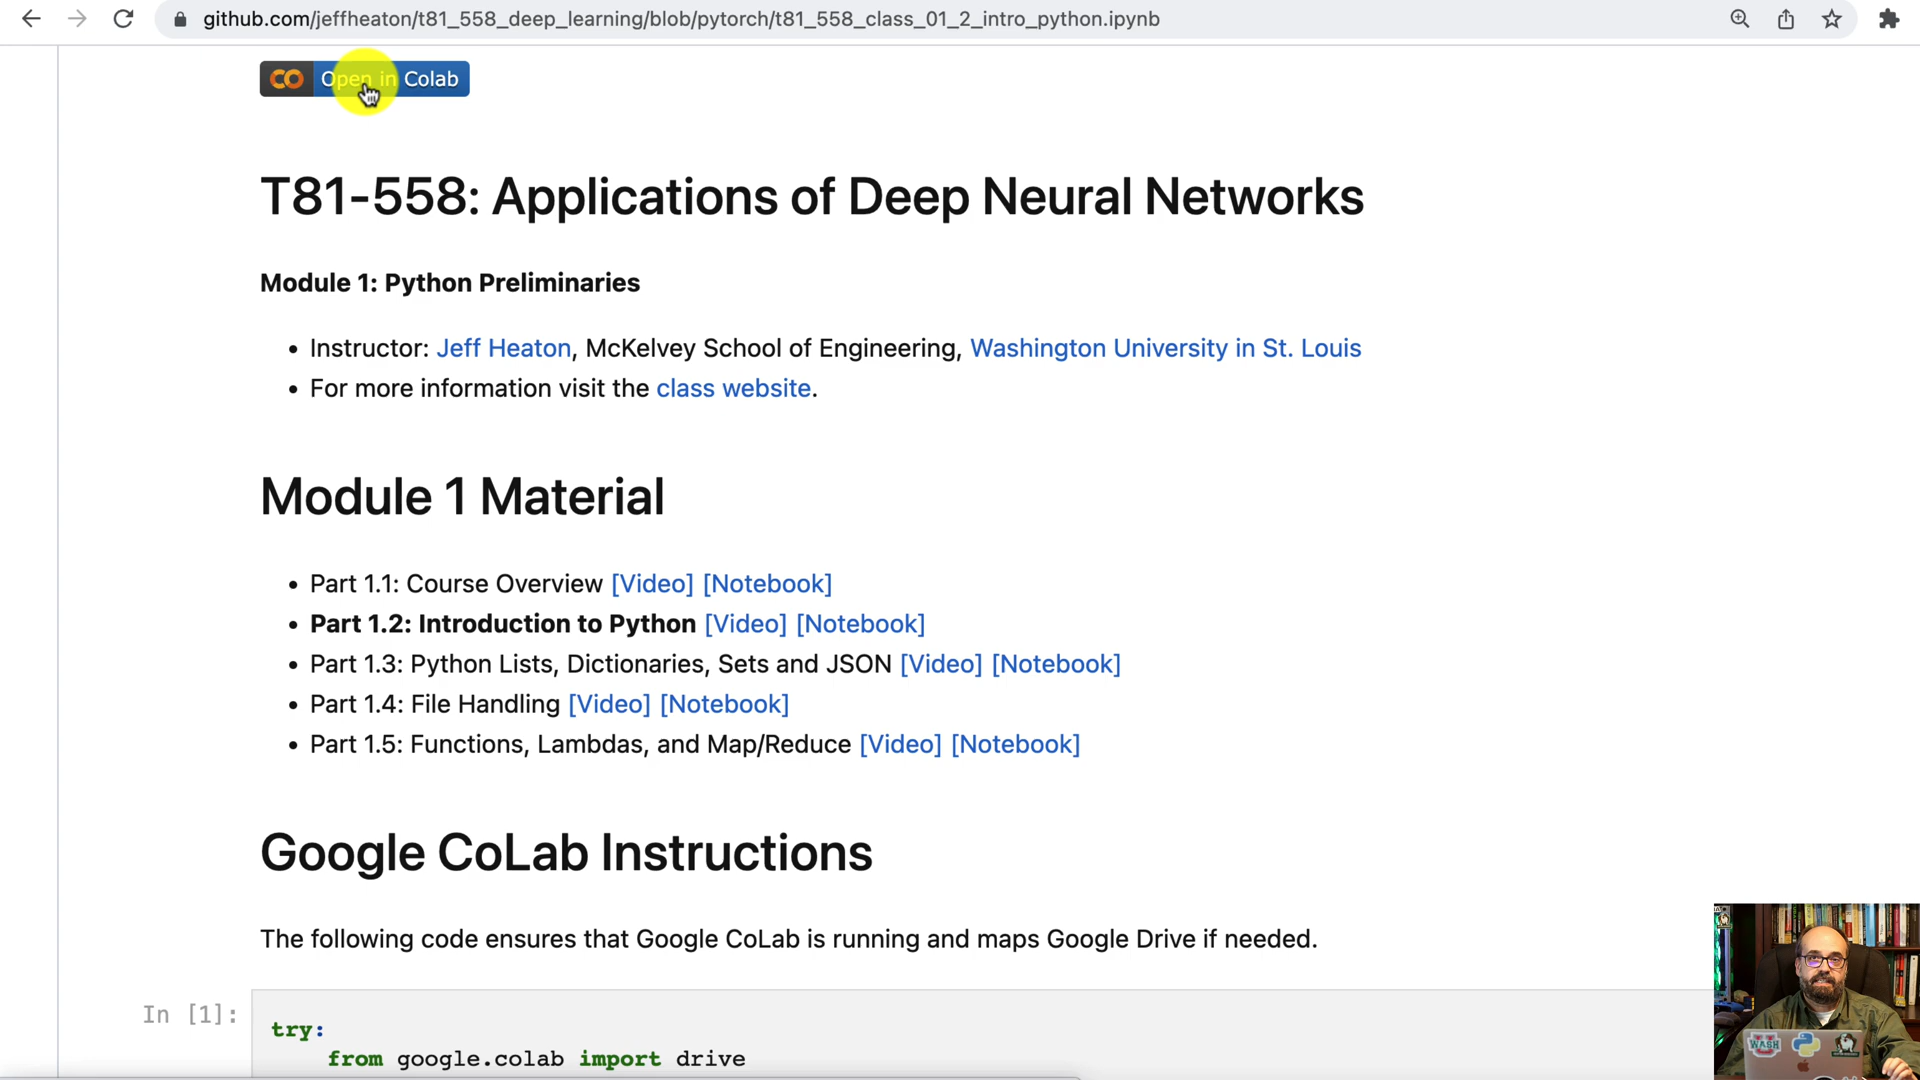 github.com/jeffheaton/t81_558_deep_learning/blob/pytorch/t81_558_class_01_2_intro_python.ipynb
Open in Colab
T81-558: Applications of Deep Neural Networks
Module 1: Python Preliminaries
• Instructor: Jeff Heaton, McKelvey School of Engineering, Washington University in St. Louis
• For more information visit the class website.
Module 1 Material
• Part 1.1: Course Overview [Video] [Notebook]
• Part 1.2: Introduction to Python [Video] [Notebook]
• Part 1.3: Python Lists, Dictionaries, Sets and JSON [Video] [Notebook]
• Part 1.4: File Handling [Video] [Notebook]
• Part 1.5: Functions, Lambdas, and Map/Reduce [Video] [Notebook]
Google CoLab Instructions
The following code ensures that Google CoLab is running and maps Google Drive if needed.
In [1]:
try:
from google.colab import drive
WASH